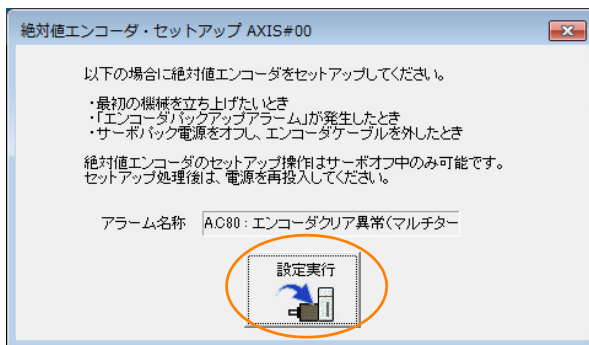 絶対値エンコーダ・セットアップ AXIS#00
以下の場合に絶対値エンコーダをセットアップしてください。
・最初の機械を立ち上げたいとき
・「エンコーダバックアップアラーム」が発生したとき
・サーボパック電源をオフし、エンコーダケーブルを外したとき
絶対値エンコーダのセットアップ操作はサーボオフ中のみ可能です。
セットアップ処理後は、電源を再投入してください。
アラーム名称 A.C80 : エンコーダクリア異常(マルチター
設定実行